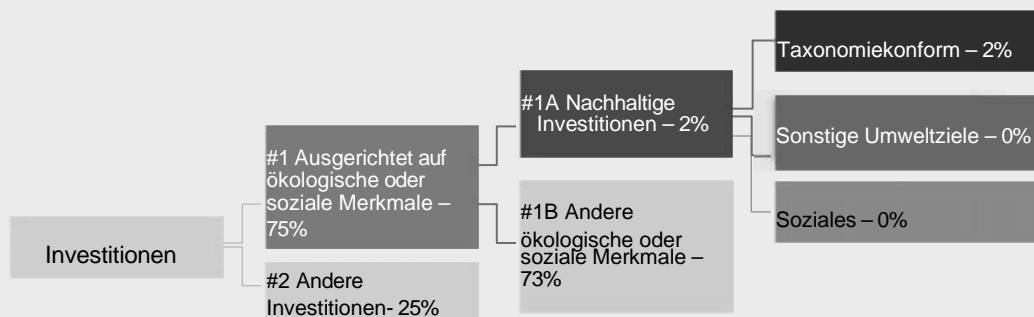 Investitionen
#1 Ausgerichtet auf
ökologische oder
soziale Merkmale –
75%
#2 Andere
Investitionen- 25%
#1A Nachhaltige
Investitionen – 2%
#1B Andere
ökologische oder
soziale Merkmale –
73%
Taxonomiekonform – 2%
Sonstige Umweltziele – 0%
Soziales – 0%